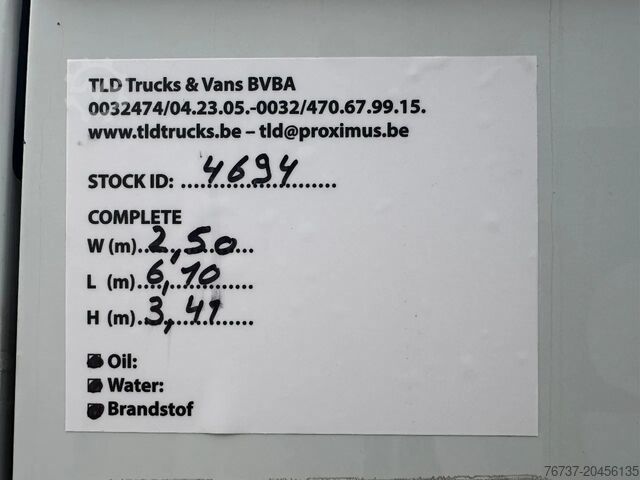 TLD Trucks & Vans BVBA
0032474/04.23.05.-0032/470.67.99.15.
www.tldtrucks.be – tld@proximus.be
STOCK ID: 4694
COMPLETE
W (m) 2,50
L (m) 6,10
H (m) 3,41
Oil:
Water:
Brandstof
76737-20456135